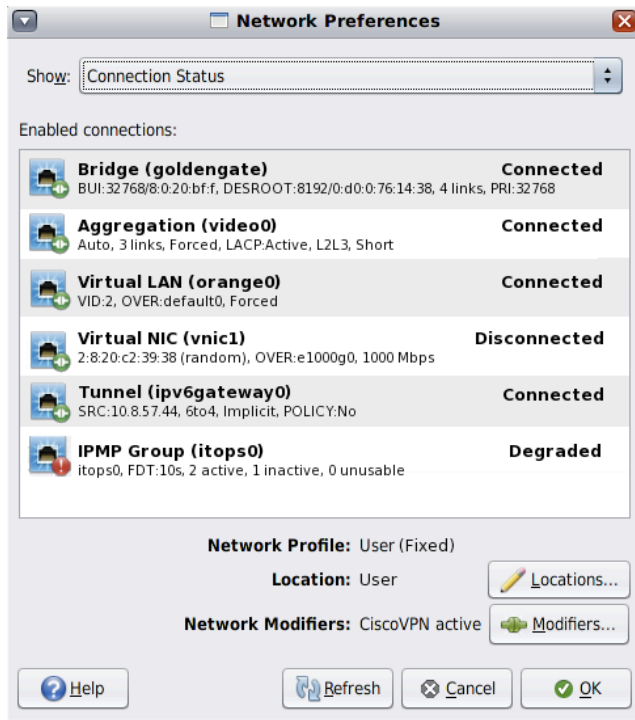 Network Preferences
Show: Connection Status
Enabled connections:
Bridge (goldengate) Connected
BUI:32768/8:0:20:bf:f, DESROOT:8192/0:d0:0:76:14:38, 4 links, PRI:32768
Aggregation (video0) Connected
Auto, 3 links, Forced, LACP:Active, L2L3, Short
Virtual LAN (orange0) Connected
VID:2, OVER:default0, Forced
Virtual NIC (vnic1) Disconnected
2:8:20:c2:39:38 (random), OVER:e1000g0, 1000 Mbps
Tunnel (ipv6gateway0) Connected
SRC:10.8.57.44, 6to4, Implicit, POLICY:No
IPMP Group (itops0) Degraded
itops0, FDT:10s, 2 active, 1 inactive, 0 unusable
Network Profile: User (Fixed)
Location: User Locations...
Network Modifiers: CiscoVPN active Modifiers...
Help Refresh Cancel OK